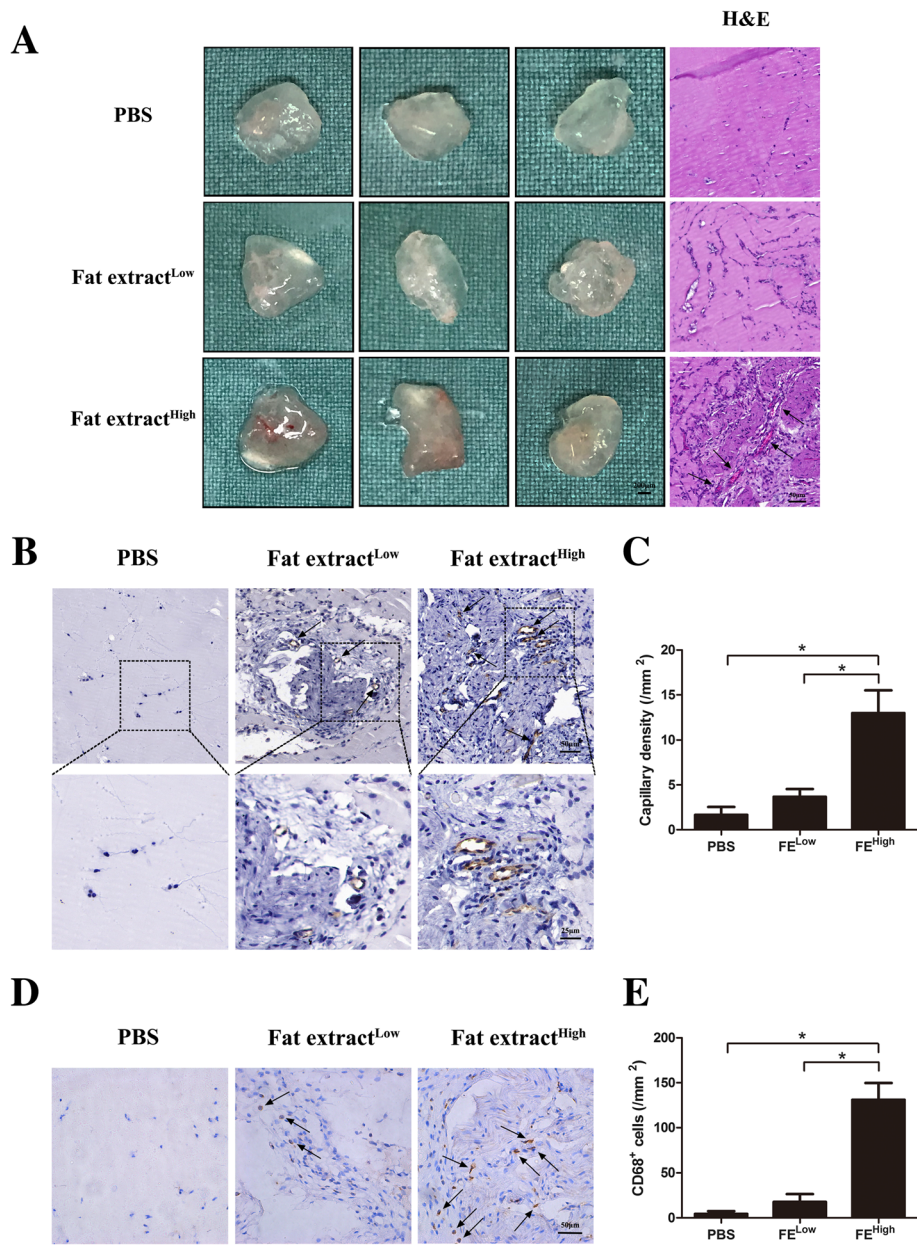 H&E
A
PBS
Fat extractLow
Fat extractHigh
200μm
50μm
B
PBS
Fat extractLow
Fat extractHigh
50μm
25μm
C
Capillary density (/mm 2)
20
15
10
5
0
*
*
PBS
FELow
FEHigh
D
PBS
Fat extractLow
Fat extractHigh
50μm
E
CD68+ cells (/mm 2)
200
150
100
50
0
*
*
PBS
FELow
FEHigh